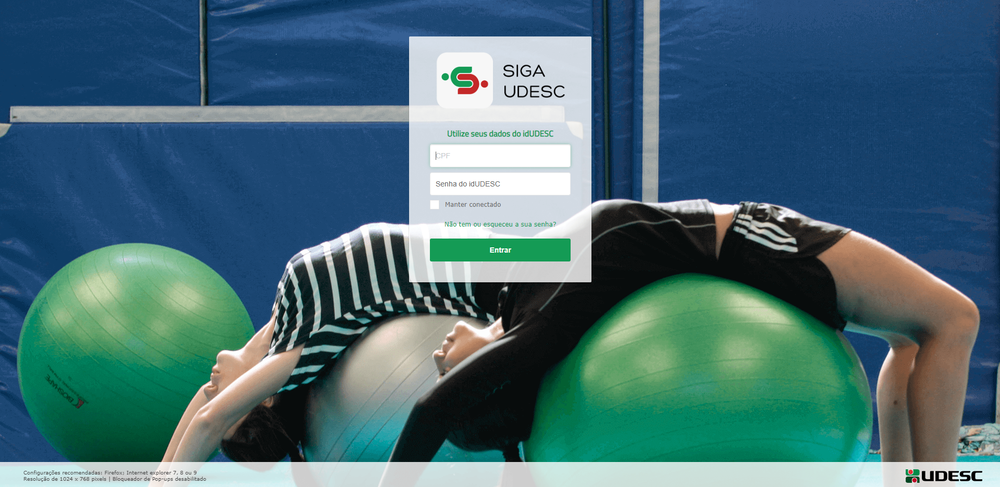 SIGA
UDESC
Utilize seus dados do idUDESC
CPF
Senha do idUDESC
Manter conectado
Não tem ou esqueceu a sua senha?
Entrar
BIOSHAPE
Configurações recomendadas: Firefox; Internet explorer 7, 8 ou 9
Resolução de 1024 x 768 pixels | Bloqueador de Pop-ups desabilitado
UDESC